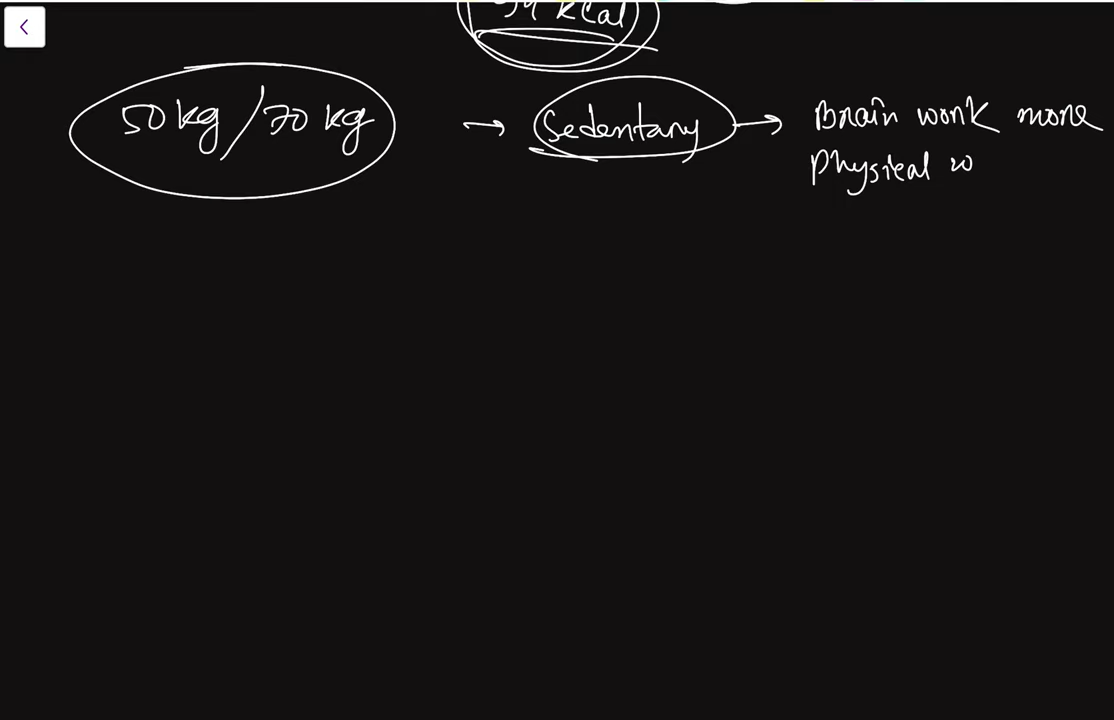 kcal
50 kg / 70 kg → Sedentary → Brain work more
Physical w